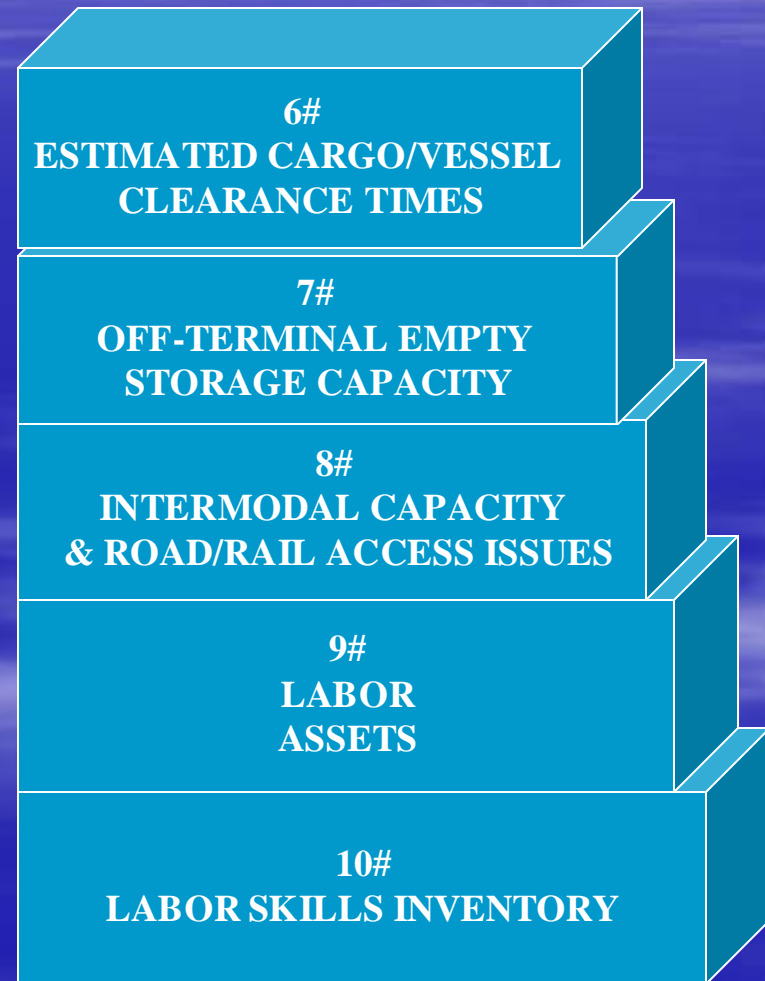 6#
ESTIMATED CARGO/VESSEL
CLEARANCE TIMES
7#
OFF-TERMINAL EMPTY
STORAGE CAPACITY
8#
INTERMODAL CAPACITY
& ROAD/RAIL ACCESS ISSUES
9#
LABOR
ASSETS
10#
LABOR SKILLS INVENTORY